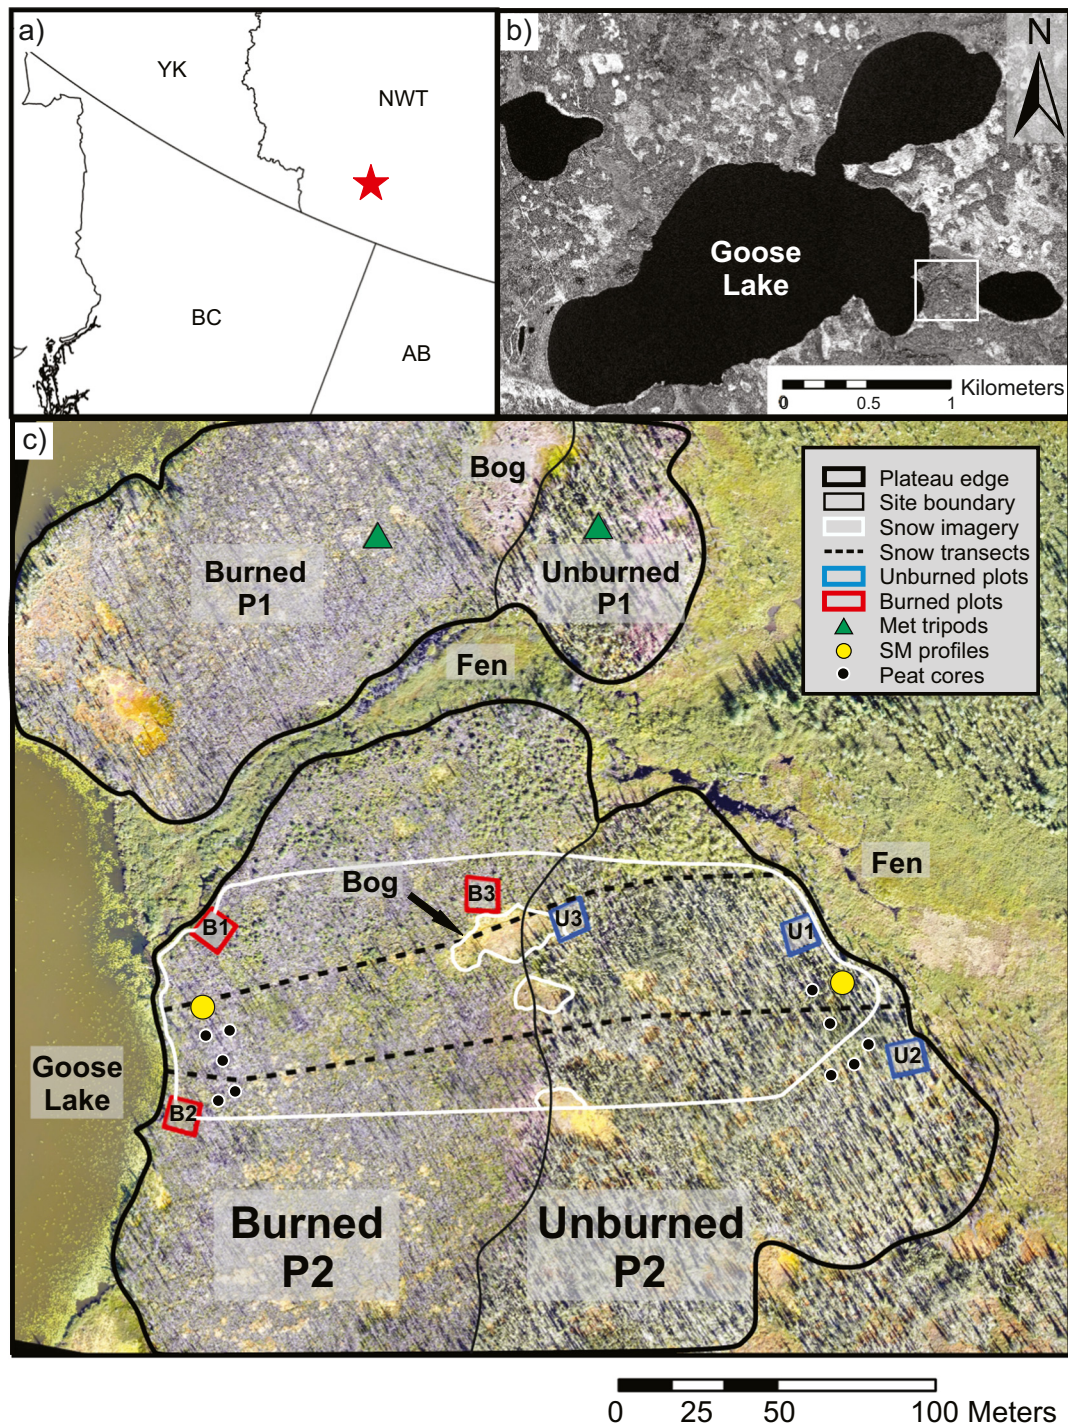 a)
YK
NWT
BC
AB
b)
N
Goose
Lake
Kilometers
0
0.5
1
c)
Bog
Burned
P1
Unburned
P1
Fen
Plateau edge
Site boundary
Snow imagery
Snow transects
Unburned plots
Burned plots
Met tripods
SM profiles
Peat cores
Fen
Bog
B3
B1
U3
U1
Goose
Lake
U2
B2
Burned
P2
Unburned
P2
0
25
50
100 Meters